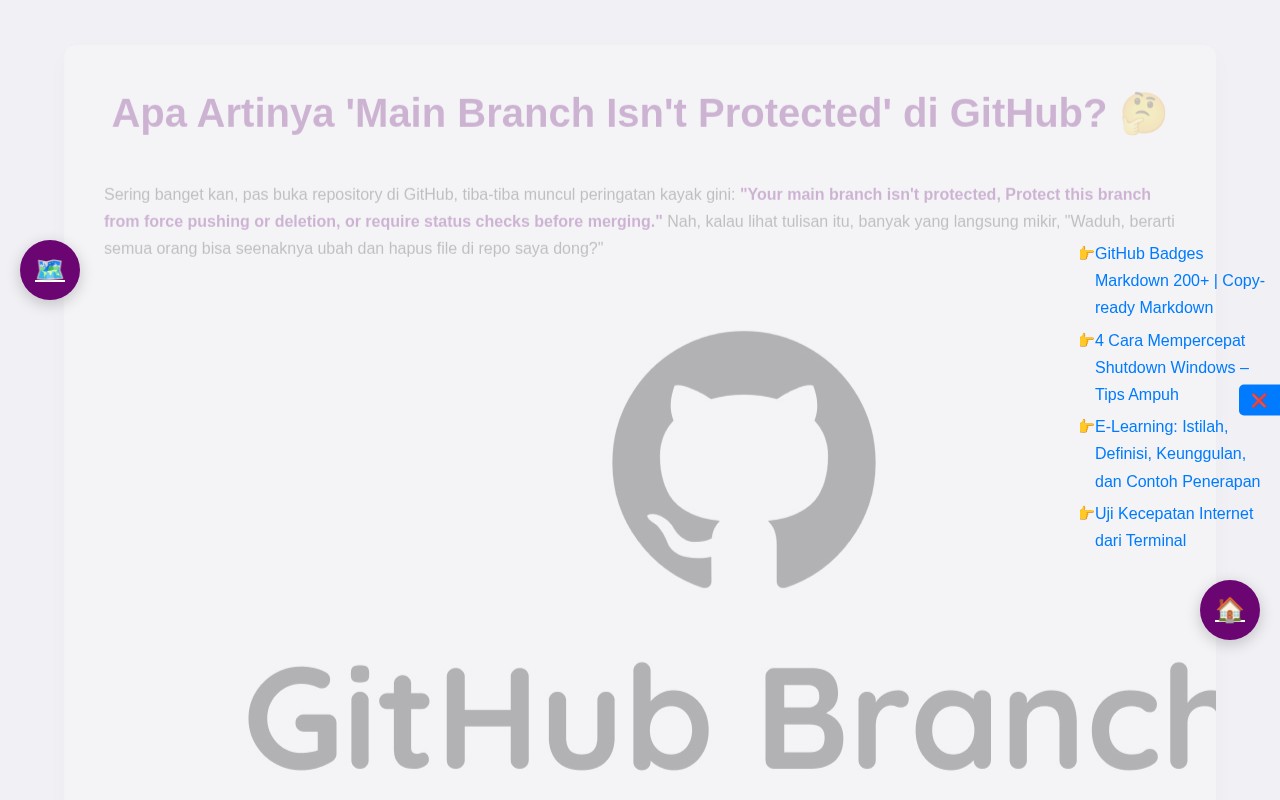 Apa Artinya 'Main Branch Isn't Protected' di GitHub? 🤔
Sering banget kan, pas buka repository di GitHub, tiba-tiba muncul peringatan kayak gini: "Your main branch isn't protected, Protect this branch
from force pushing or deletion, or require status checks before merging." Nah, kalau lihat tulisan itu, banyak yang langsung mikir, "Waduh, berarti
semua orang bisa seenaknya ubah dan hapus file di repo saya dong?"
👉GitHub Badges
Markdown 200+ | Copy-
ready Markdown
👉4 Cara Mempercepat
Shutdown Windows –
Tips Ampuh
👉E-Learning: Istilah,
Definisi, Keunggulan,
dan Contoh Penerapan
👉Uji Kecepatan Internet
dari Terminal
GitHub Branch